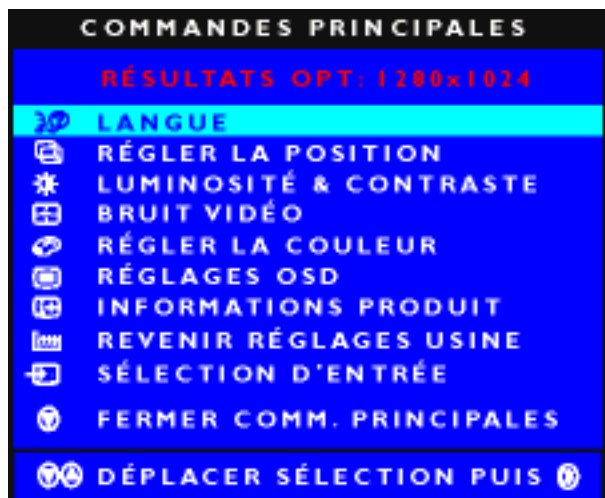 COMMANDES PRINCIPALES
RÉSULTATS OPT: 1280x1024
LANGUE
RÉGLER LA POSITION
LUMINOSITÉ & CONTRASTE
BRUIT VIDÉO
RÉGLER LA COULEUR
RÉGLAGES OSD
INFORMATIONS PRODUIT
REVENIR RÉGLAGES USINE
SÉLECTION D'ENTRÉE
FERMER COMM. PRINCIPALES
DÉPLACER SÉLECTION PUIS